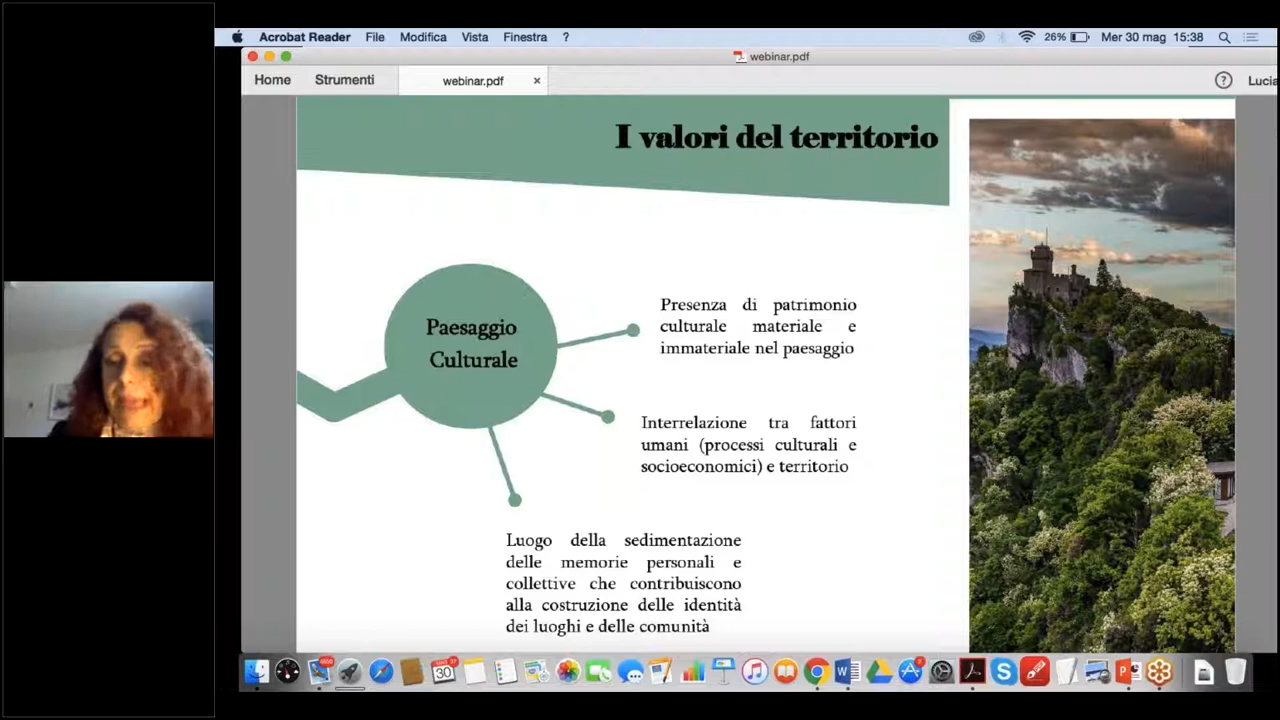 Acrobat Reader File Modifica Vista Finestra ? 26% Mer 30 mag 15:38
webinar.pdf
Home Strumenti webinar.pdf × ? Lucia
I valori del territorio
Paesaggio
Culturale
Presenza di patrimonio
culturale materiale e
immateriale nel paesaggio
Interrelazione tra fattori
umani (processi culturali e
socioeconomici) e territorio
Luogo della sedimentazione
delle memorie personali e
collettive che contribuiscono
alla costruzione delle identità
dei luoghi e delle comunità
30